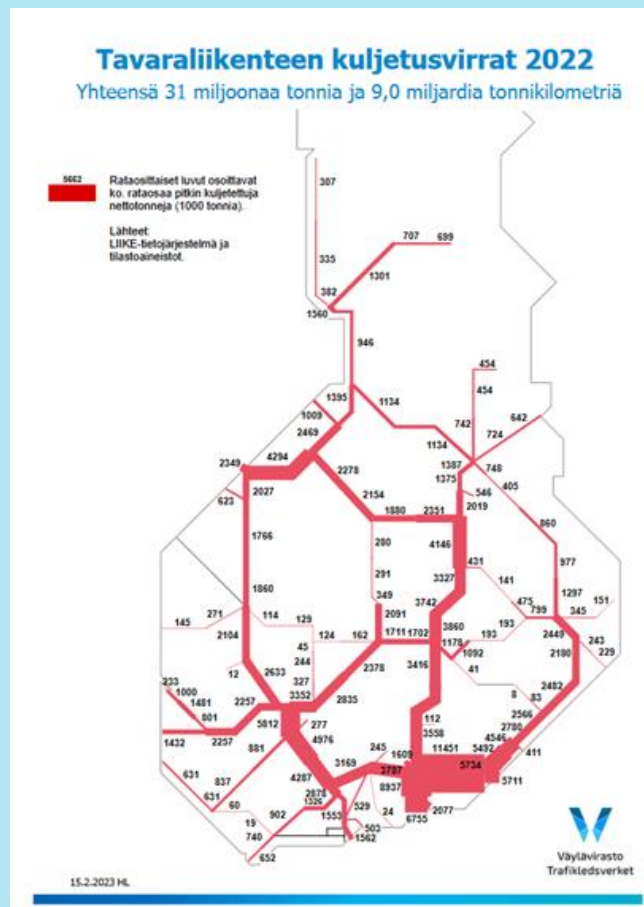 Tavaraliikenteen kuljetusvirrat 2022
Yhteensä 31 miljoonaa tonnia ja 9,0 miljardia tonnikilometriä
5662 Rataosittaiset luvut osoittavat
ko. rataosaa pitkin kuljetettuja
nettotonneja (1000 tonnia).
Lähteet:
LIIKE-tietojärjestelmä ja
tilastoaineistot.
307
707 699
335
1301
382
1560
946
454
1395 454
1134
1009 742 642
2469 724
1134
4294 1387 748
2349 2278 1375
2027 405
623 2154 546
1880 2351 2019
860
1766 280 4146
431 977
291 3327 141
349 1297 151
1860 3742 475
271 2091 799 345
145 114 129 3860 193
2104 124 162 1711 1702 1178 193 2449 243
45 1092 2180 229
244 2378 3416
12 2633 41
233 327 2482
1000 3352 2835 8 83
1481 2257 2566
801 112 2780
5812 277 3558 4546
1432 2257 4976 245 1609 11451 5492 411
881 3169 3787 5734
631 837 4287 8937 5711
2878
631 60 1326 529 2077
902 1553 24 6755
19 503
740 1562
652
Väylävirasto
Trafikledsverket
15.2.2023 HL